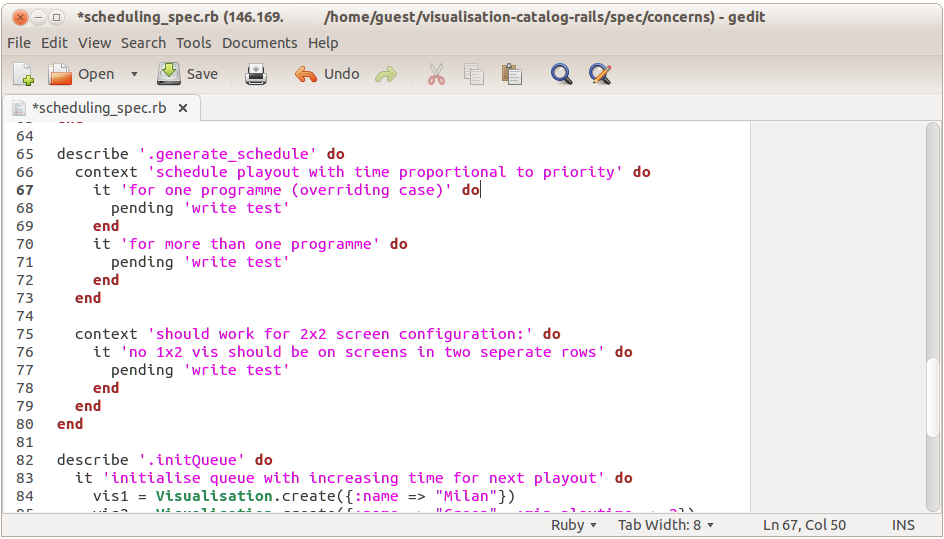 *scheduling_spec.rb (146.169. /home/guest/visualisation-catalog-rails/spec/concerns) - gedit
File Edit View Search Tools Documents Help
Open Save Undo
*scheduling_spec.rb ×
64
65 describe '.generate_schedule' do
66 context 'schedule playout with time proportional to priority' do
67 it 'for one programme (overriding case)' do
68 pending 'write test'
69 end
70 it 'for more than one programme' do
71 pending 'write test'
72 end
73 end
74
75 context 'should work for 2x2 screen configuration:' do
76 it 'no 1x2 vis should be on screens in two seperate rows' do
77 pending 'write test'
78 end
79 end
80 end
81
82 describe '.initQueue' do
83 it 'initialise queue with increasing time for next playout' do
84 vis1 = Visualisation.create({:name => "Milan"})
Ruby Tab Width: 8 Ln 67, Col 50 INS